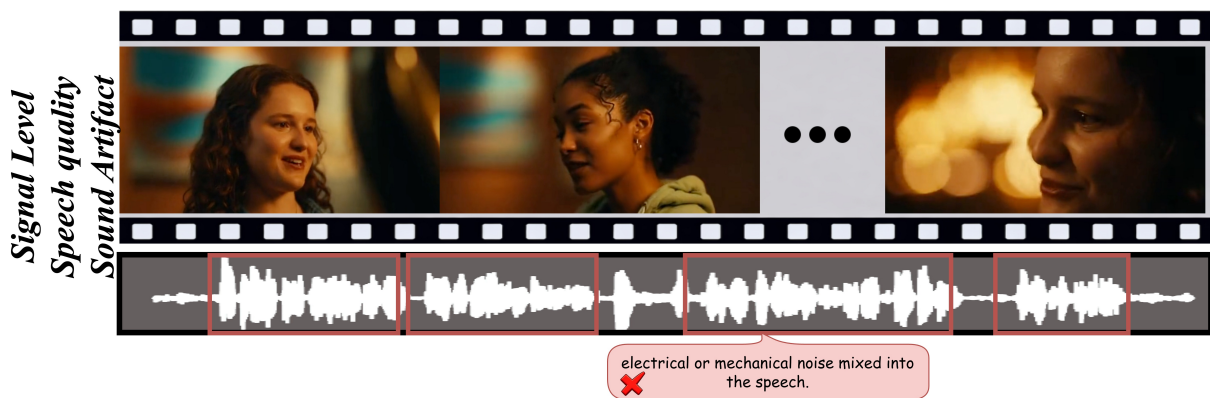 Signal Level
Speech quality
Sound Artifact
electrical or mechanical noise mixed into
the speech.